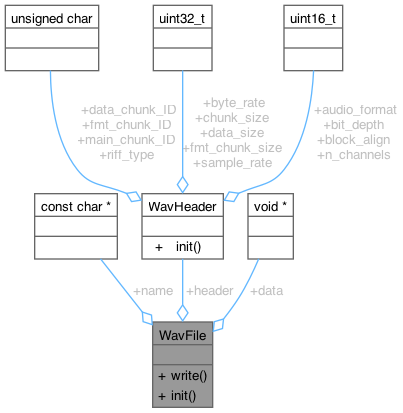 unsigned char
uint32_t
uint16_t
+data_chunk_ID
+fmt_chunk_ID
+main_chunk_ID
+riff_type
+byte_rate
+chunk_size
+data_size
+fmt_chunk_size
+sample_rate
+audio_format
+bit_depth
+block_align
+n_channels
const char *
WavHeader
void *
+ init()
+name
+header
+data
WavFile
+ write()
+ init()